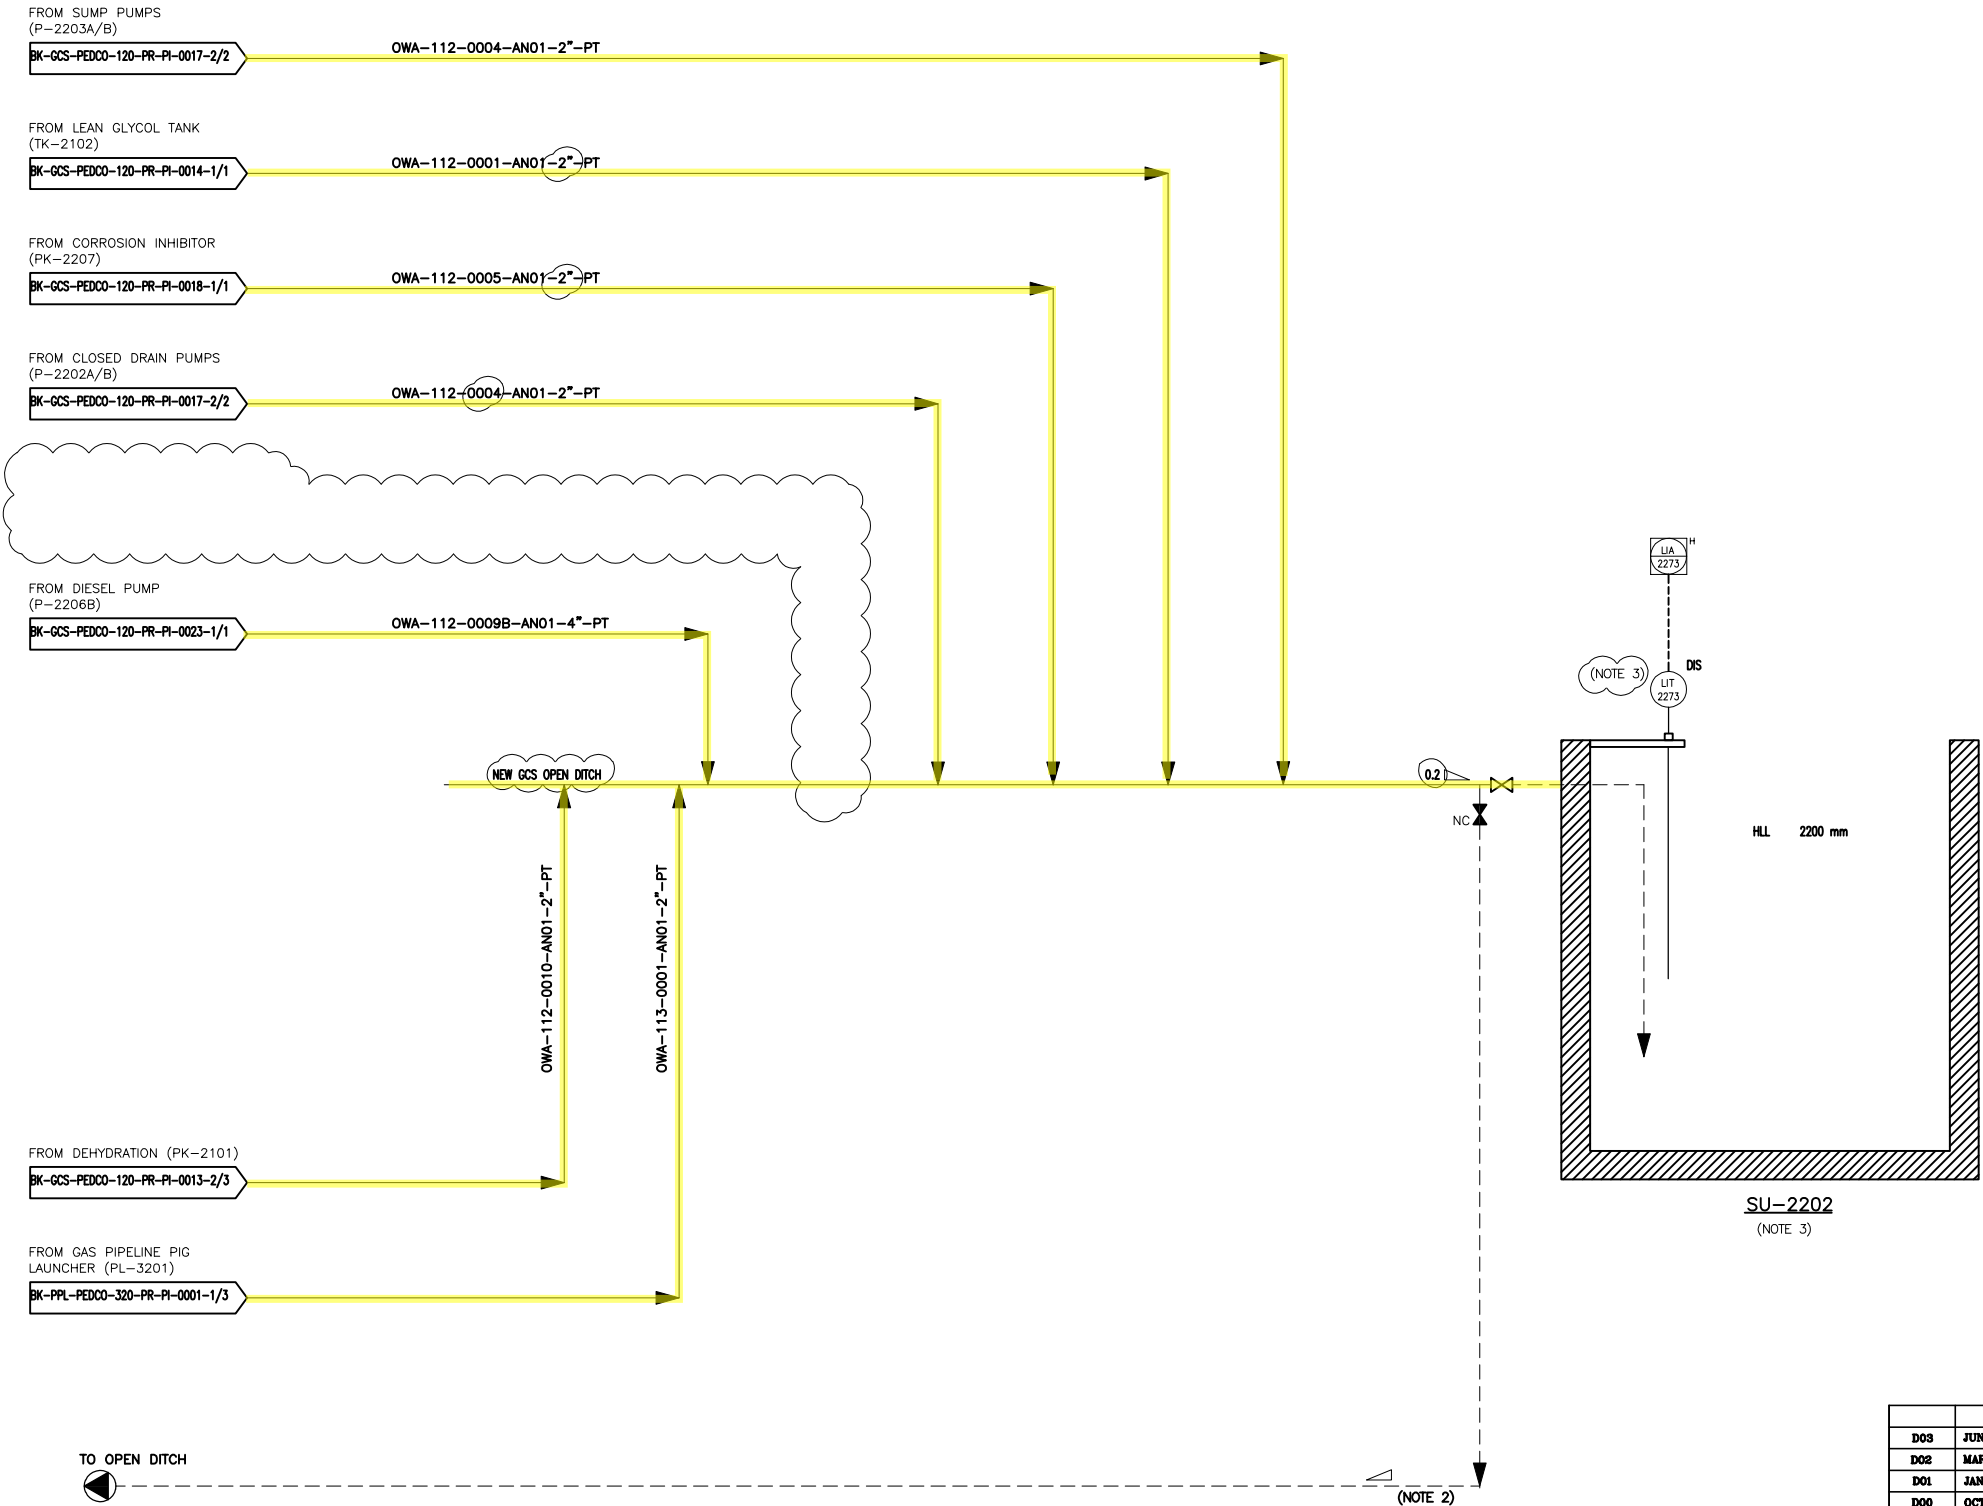 FROM SUMP PUMPS
(P-2203A/B)
BK-GCS-PEDCO-120-PR-PI-0017-2/2
OWA-112-0004-AN01-2"-PT
FROM LEAN GLYCOL TANK
(TK-2102)
BK-GCS-PEDCO-120-PR-PI-0014-1/1
OWA-112-0001-AN01-2"-PT
FROM CORROSION INHIBITOR
(PK-2207)
BK-GCS-PEDCO-120-PR-PI-0018-1/1
OWA-112-0005-AN01-2"-PT
FROM CLOSED DRAIN PUMPS
(P-2202A/B)
BK-GCS-PEDCO-120-PR-PI-0017-2/2
OWA-112-0004-AN01-2"-PT
FROM DIESEL PUMP
(P-2206B)
BK-GCS-PEDCO-120-PR-PI-0023-1/1
OWA-112-0009B-AN01-4"-PT
LIA
2273
H
(NOTE 3)
DIS
LIT
2273
NEW GCS OPEN DITCH
0.2
NC
HLL 2200 mm
OWA-112-0010-AN01-2"-PT
OWA-113-0001-AN01-2"-PT
FROM DEHYDRATION (PK-2101)
BK-GCS-PEDCO-120-PR-PI-0013-2/3
SU-2202
(NOTE 3)
FROM GAS PIPELINE PIG
LAUNCHER (PL-3201)
BK-PPL-PEDCO-320-PR-PI-0001-1/3
TO OPEN DITCH
(NOTE 2)
D03 JUN
D02 MAR
D01 JAN
D00 OCT